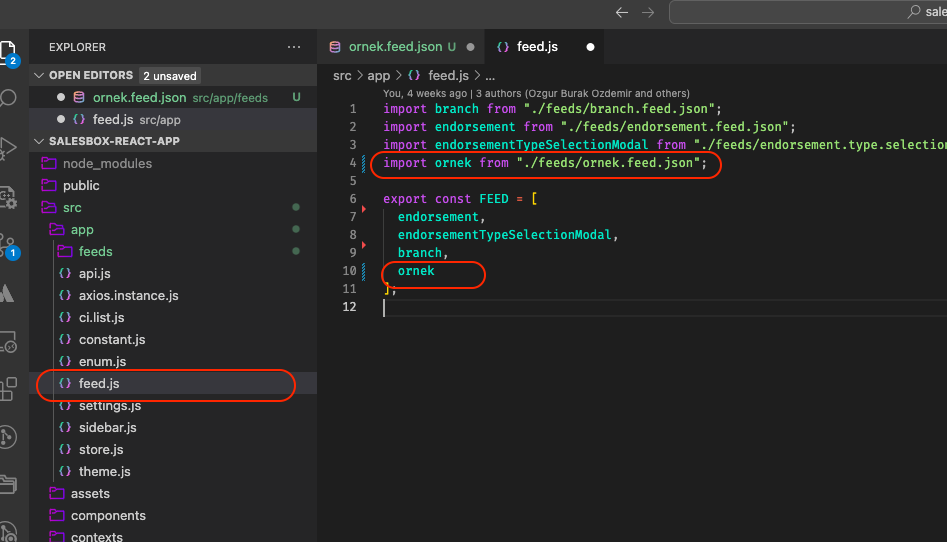 sale
EXPLORER
...
OPEN EDITORS 2 unsaved
ornek.feed.json src/app/feeds U
feed.js src/app
SALESBOX-REACT-APP
node_modules
public
src
app
feeds
{} api.js
{} axios.instance.js
{} ci.list.js
{} constant.js
{} enum.js
{} feed.js
{} settings.js
{} sidebar.js
{} store.js
{} theme.js
assets
components
contexts
2
1
ornek.feed.json U
{} feed.js
src > app > {} feed.js > ...
You, 4 weeks ago | 3 authors (Ozgur Burak Ozdemir and others)
1 import branch from "./feeds/branch.feed.json";
2 import endorsement from "./feeds/endorsement.feed.json";
3 import endorsementTypeSelectionModal from "./feeds/endorsement.type.selection
4 import ornek from "./feeds/ornek.feed.json";
5
6 export const FEED = [
7 endorsement,
8 endorsementTypeSelectionModal,
9 branch,
10 ornek
11 ];
12